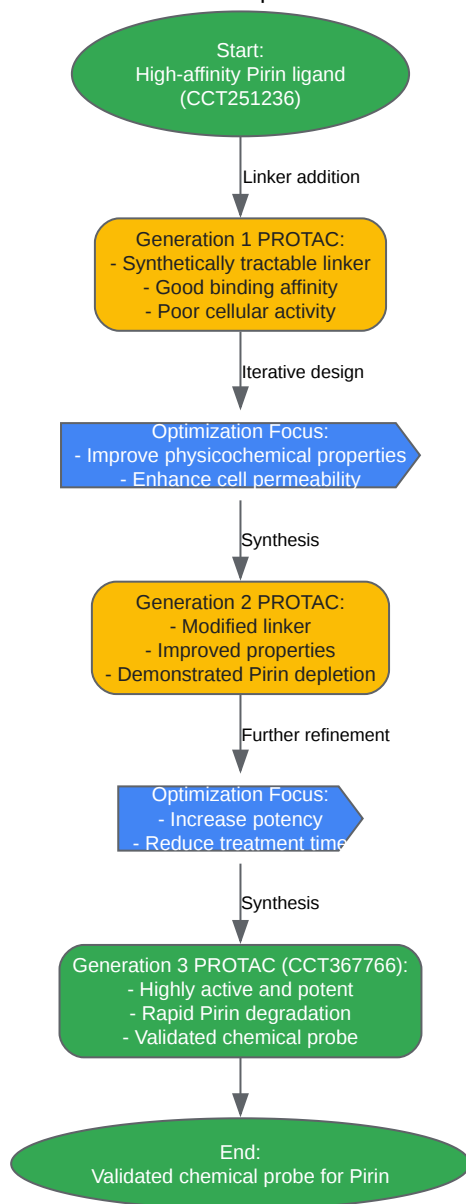 Start:
High-affinity Pirin ligand
(CCT251236)
Linker addition
Generation 1 PROTAC:
- Synthetically tractable linker
- Good binding affinity
- Poor cellular activity
Iterative design
Optimization Focus:
- Improve physicochemical properties
- Enhance cell permeability
Synthesis
Generation 2 PROTAC:
- Modified linker
- Improved properties
- Demonstrated Pirin depletion
Further refinement
Optimization Focus:
- Increase potency
- Reduce treatment time
Synthesis
Generation 3 PROTAC (CCT367766):
- Highly active and potent
- Rapid Pirin degradation
- Validated chemical probe
End:
Validated chemical probe for Pirin